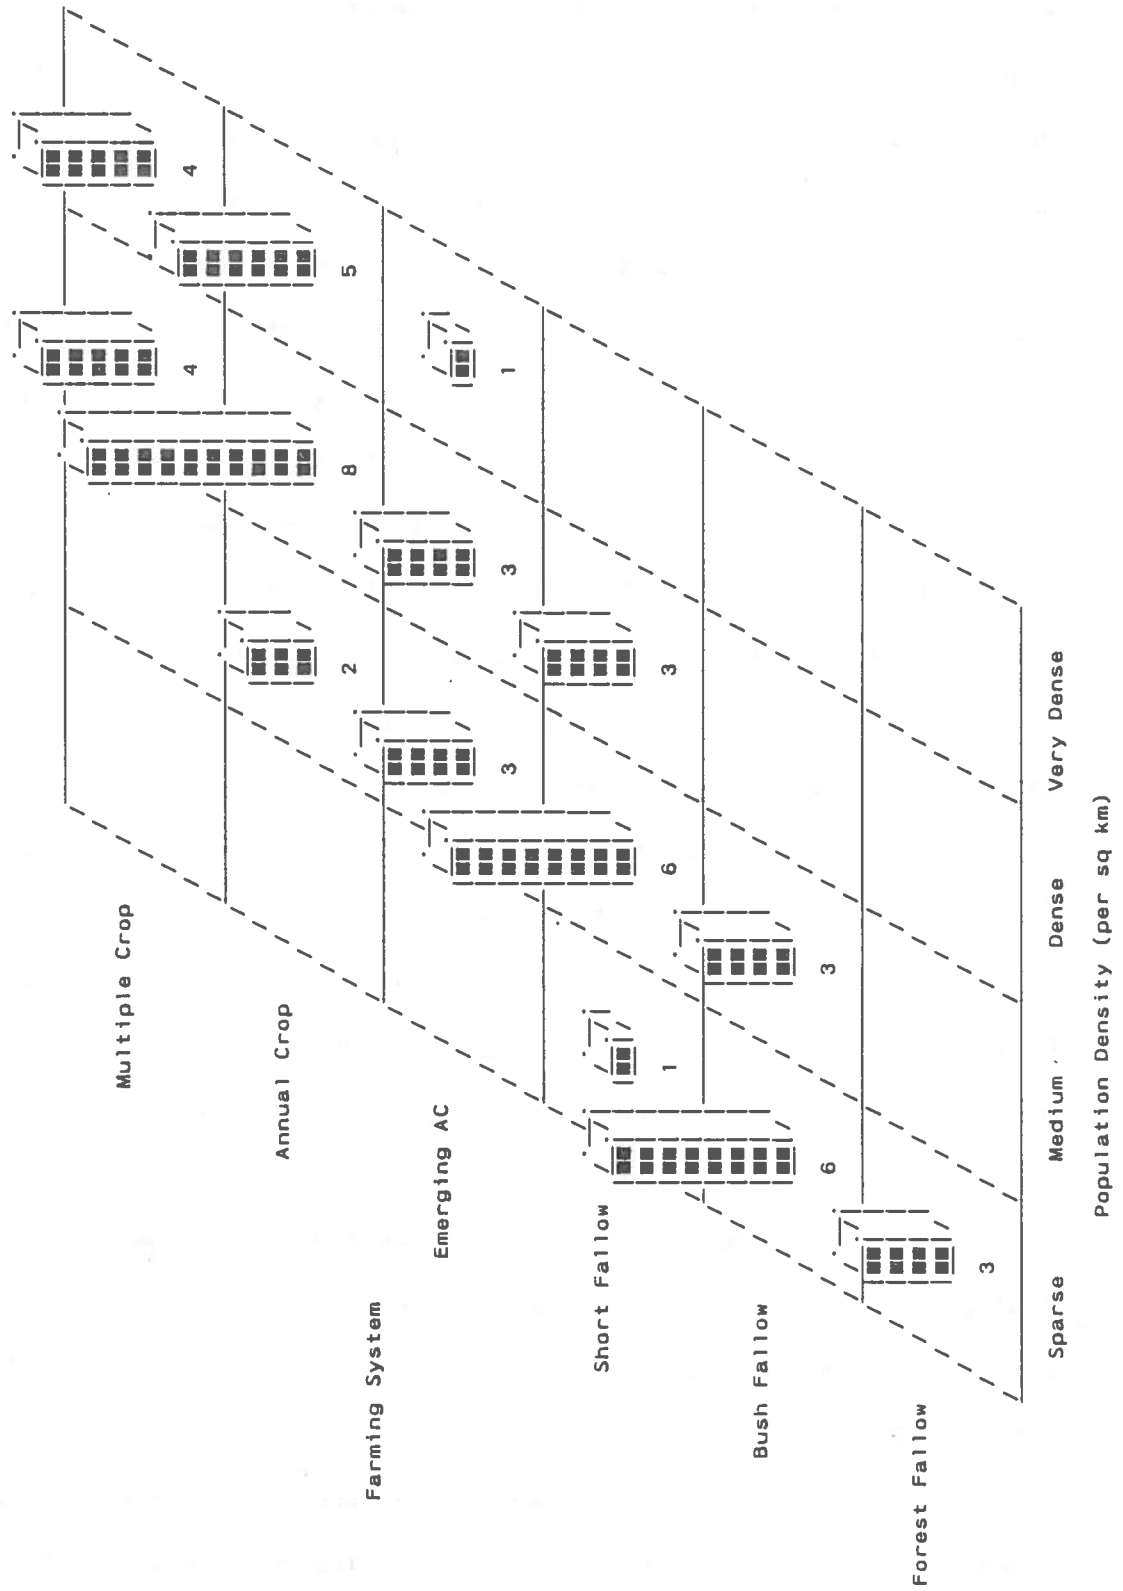 Multiple Crop
4 4
Annual Crop
2 8 5
Farming System
Emerging AC
3 3 1
Short Fallow
1 6 3
Bush Fallow
6 3
Forest Fallow
3
Sparse Medium Dense Very Dense
Population Density (per sq km)